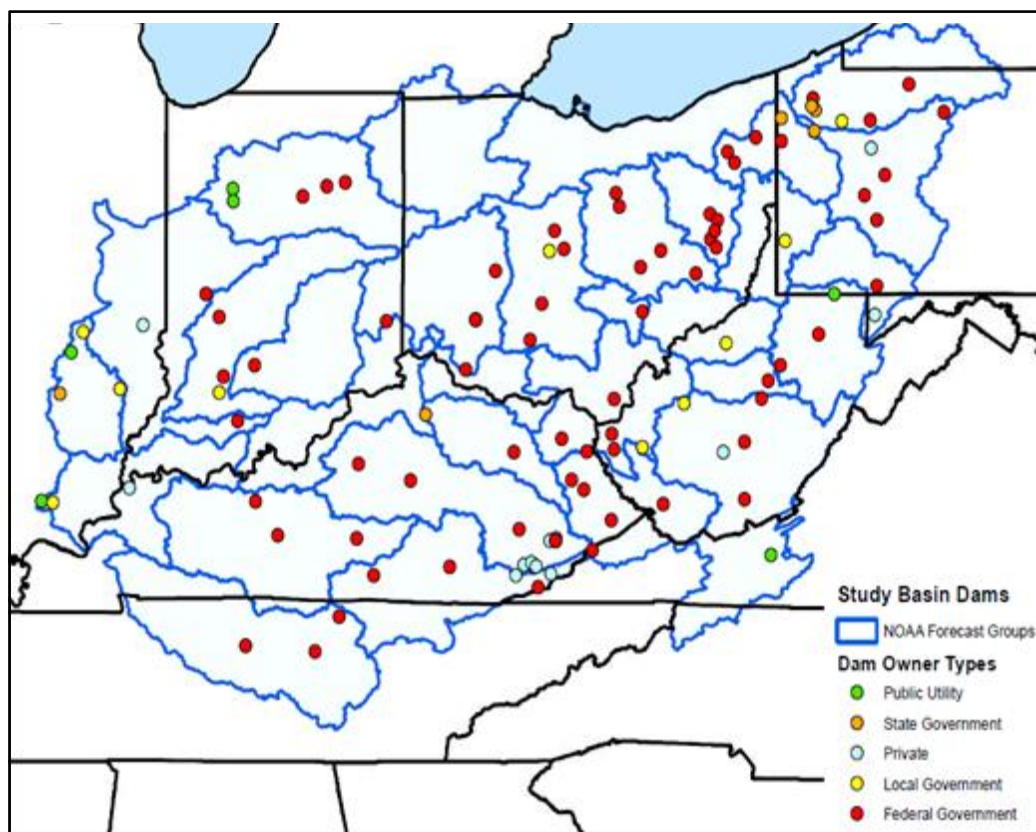 Study Basin Dams
NOAA Forecast Groups
Dam Owner Types
Public Utility
State Government
Private
Local Government
Federal Government